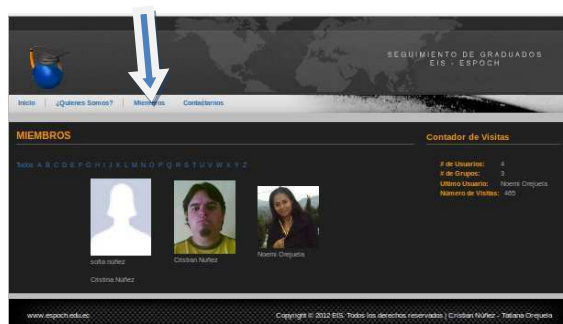 SEGUIMIENTO DE GRADUADOS
EIS - ESPOCH
Inicio
¿Quienes Somos?
Miembros
Contactarnos
MIEMBROS
Todos A B C D E F G H I J K L M N O P Q R S T U V W X Y Z
sofia nuñez
Cristian Nuñez
Noemi Orejuela
Cristina Nuñez
Contador de Visitas
# de Usuarios: 4
# de Grupos: 3
Ultimo Usuario: Noemi Orejuela
Número de Visitas: 465
www.espoch.edu.ec
Copyright © 2012 EIS. Todos los derechos reservados | Cristian Nuñez - Tatiana Orejuela